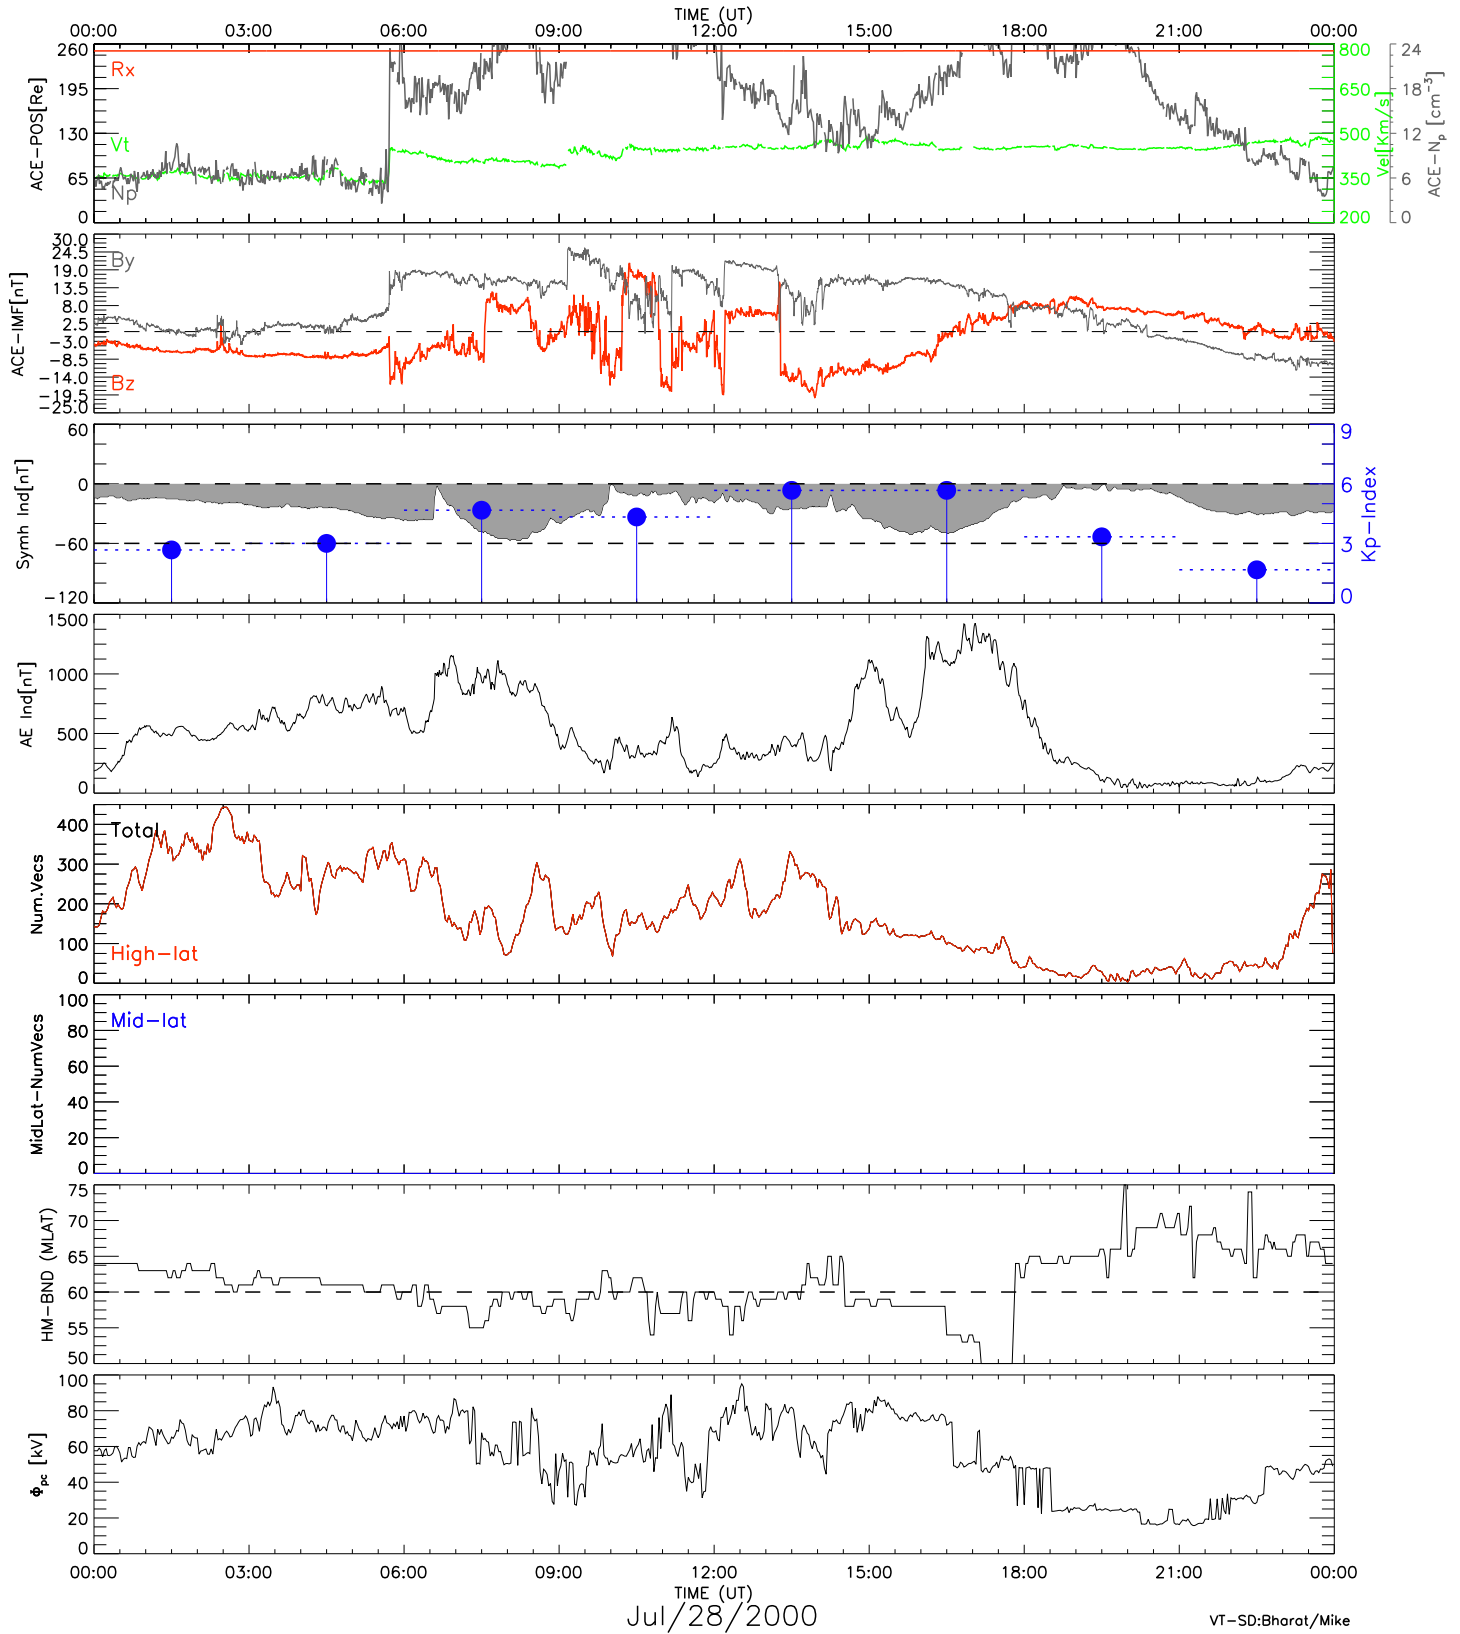 TIME (UT)
00:00 03:00 06:00 09:00 12:00 15:00 18:00 21:00 00:00
260 195 130 65 0
ACE-POS[Re]
Rx
Vt
Np
800 650 500 350 200
Vel[Km/s]
24 18 12 6 0
ACE-Np [cm-3]
30.0 24.5 19.0 13.5 8.0 2.5 -3.0 -8.5 -14.0 -19.5 -25.0
ACE-IMF[nT]
By
Bz
60 0 -60 -120
Symh Ind[nT]
9 6 3 0
Kp-Index
1500 1000 500 0
AE Ind[nT]
400 300 200 100 0
Num.Vecs
Total
High-lat
100 80 60 40 20 0
MidLat-NumVecs
Mid-lat
75 70 65 60 55 50
HM-BND (MLAT)
100 80 60 40 20 0
Φpc [kV]
00:00 03:00 06:00 09:00 12:00 15:00 18:00 21:00 00:00
TIME (UT)
Jul/28/2000
VT-SD:Bharat/Mike